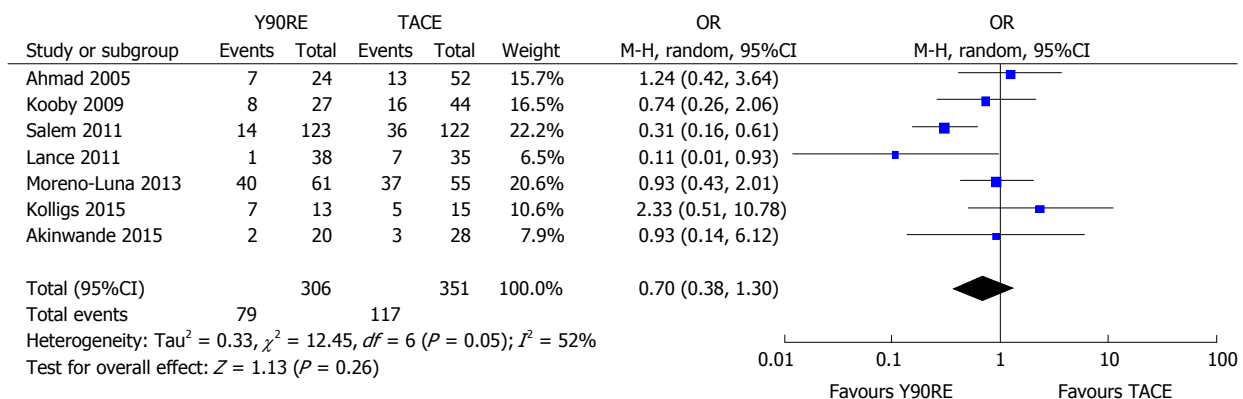 Y90RE TACE OR OR
Study or subgroup Events Total Events Total Weight M-H, random, 95%CI M-H, random, 95%CI
Ahmad 2005 7 24 13 52 15.7% 1.24 (0.42, 3.64)
Kooby 2009 8 27 16 44 16.5% 0.74 (0.26, 2.06)
Salem 2011 14 123 36 122 22.2% 0.31 (0.16, 0.61)
Lance 2011 1 38 7 35 6.5% 0.11 (0.01, 0.93)
Moreno-Luna 2013 40 61 37 55 20.6% 0.93 (0.43, 2.01)
Kolligs 2015 7 13 5 15 10.6% 2.33 (0.51, 10.78)
Akinwande 2015 2 20 3 28 7.9% 0.93 (0.14, 6.12)
Total (95%CI) 306 351 100.0% 0.70 (0.38, 1.30)
Total events 79 117
Heterogeneity: Tau² = 0.33, χ² = 12.45, df = 6 (P = 0.05); I² = 52%
Test for overall effect: Z = 1.13 (P = 0.26)
0.01 0.1 1 10 100
Favours Y90RE Favours TACE